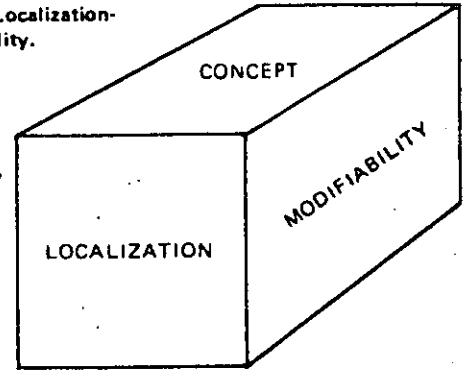 Localization-
lity.
CONCEPT
MODIFIABILITY
LOCALIZATION